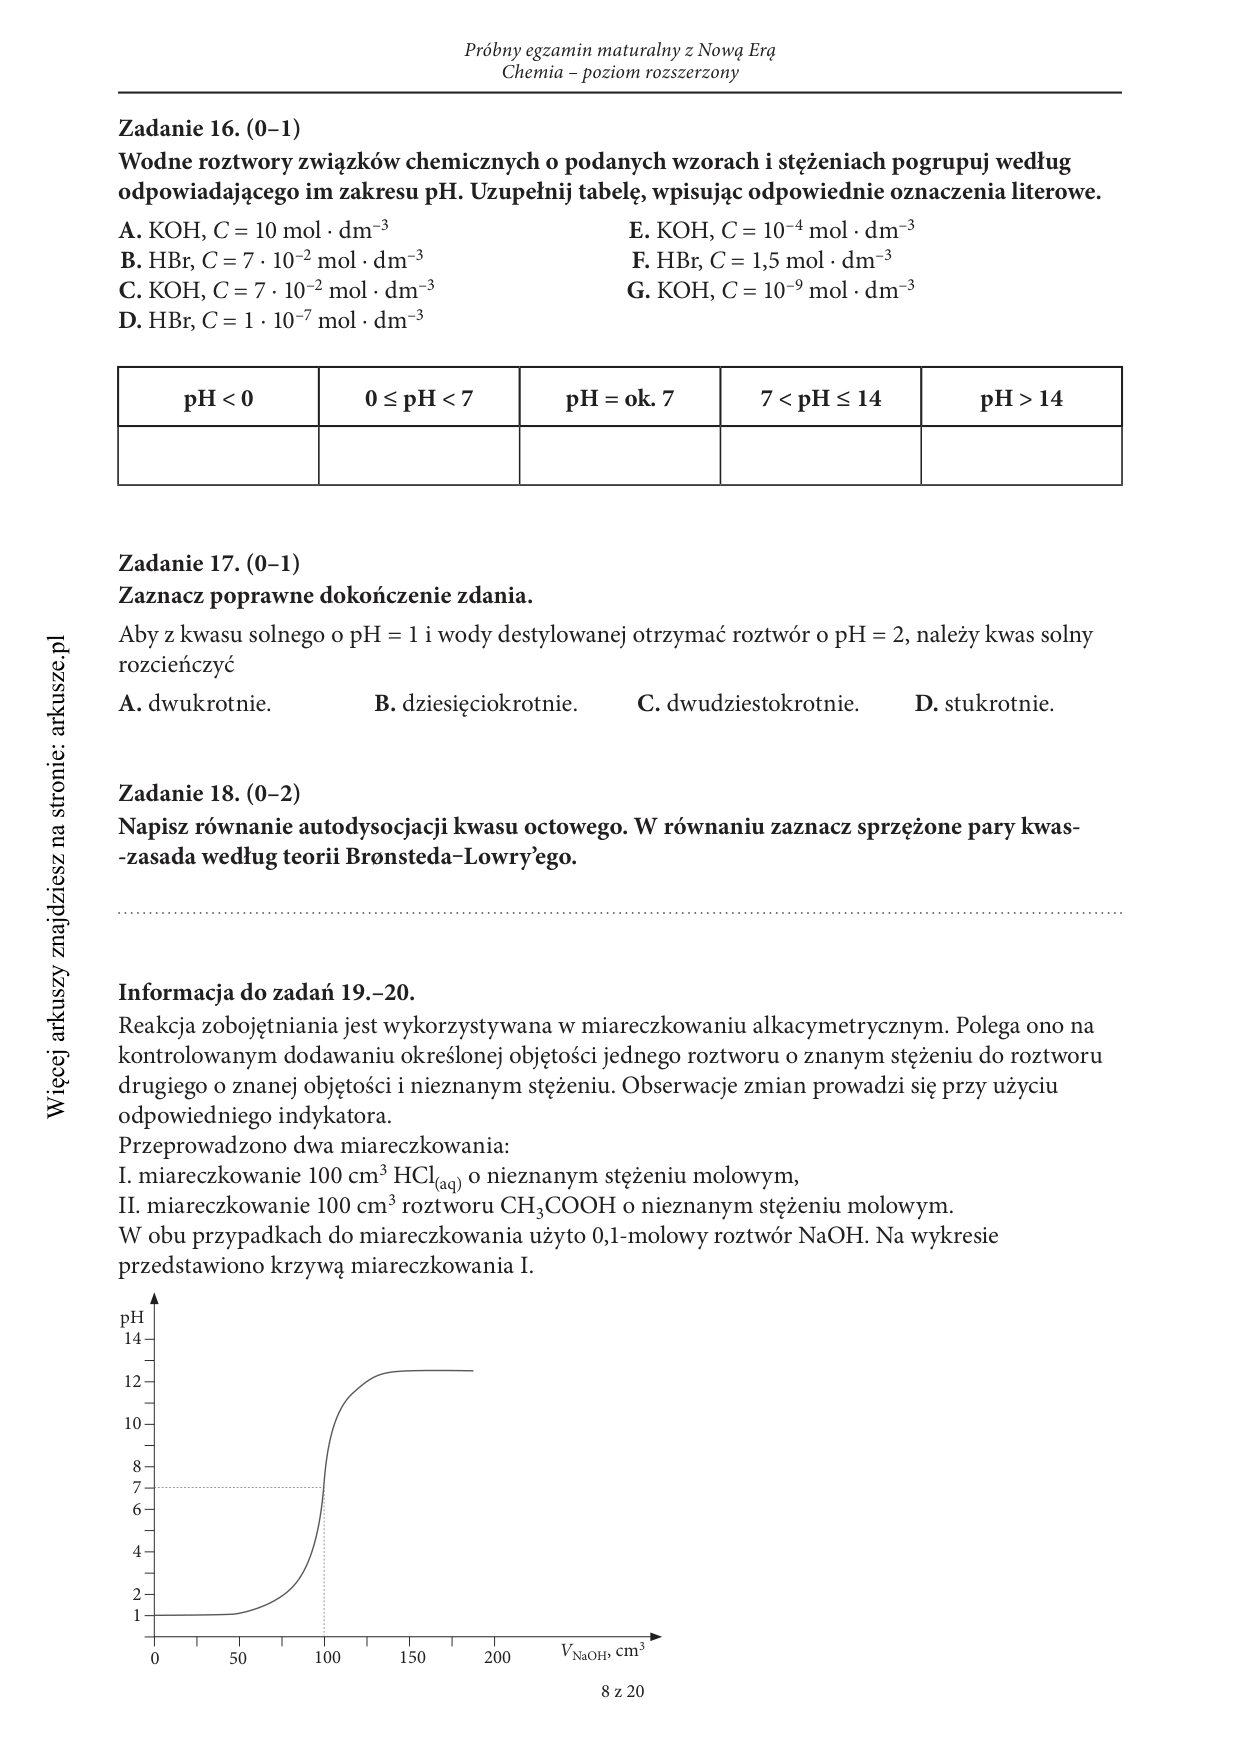 Próbny egzamin maturalny z Nową Erą
Chemia – poziom rozszerzony
Zadanie 16. (0–1)
Wodne roztwory związków chemicznych o podanych wzorach i stężeniach pogrupuj według
odpowiadającego im zakresu pH. Uzupełnij tabelę, wpisując odpowiednie oznaczenia literowe.
A. KOH, C = 10 mol · dm⁻³
E. KOH, C = 10⁻⁴ mol · dm⁻³
B. HBr, C = 7 · 10⁻² mol · dm⁻³
F. HBr, C = 1,5 mol · dm⁻³
C. KOH, C = 7 · 10⁻² mol · dm⁻³
G. KOH, C = 10⁻⁹ mol · dm⁻³
D. HBr, C = 1 · 10⁻⁷ mol · dm⁻³
pH < 0
0 ≤ pH < 7
pH = ok. 7
7 < pH ≤ 14
pH > 14
Zadanie 17. (0–1)
Zaznacz poprawne dokończenie zdania.
Aby z kwasu solnego o pH = 1 i wody destylowanej otrzymać roztwór o pH = 2, należy kwas solny
rozcieńczyć
A. dwukrotnie. B. dziesięciokrotnie. C. dwudziestokrotnie. D. stukrotnie.
Zadanie 18. (0–2)
Napisz równanie autodysocjacji kwasu octowego. W równaniu zaznacz sprzężone pary kwas-
-zasada według teorii Brønsteda–Lowry’ego.
Informacja do zadań 19.–20.
Reakcja zobojętniania jest wykorzystywana w miareczkowaniu alkacymetrycznym. Polega ono na
kontrolowanym dodawaniu określonej objętości jednego roztworu o znanym stężeniu do roztworu
drugiego o znanej objętości i nieznanym stężeniu. Obserwacje zmian prowadzi się przy użyciu
odpowiedniego indykatora.
Przeprowadzono dwa miareczkowania:
I. miareczkowanie 100 cm³ HCl₍aq₎ o nieznanym stężeniu molowym,
II. miareczkowanie 100 cm³ roztworu CH₃COOH o nieznanym stężeniu molowym.
W obu przypadkach do miareczkowania użyto 0,1-molowy roztwór NaOH. Na wykresie
przedstawiono krzywą miareczkowania I.
pH
14
12
10
8
7
6
4
2
1
0 50 100 150 200 V NaOH, cm³
8 z 20
Więcej arkuszy znajdziesz na stronie: arkusze.pl